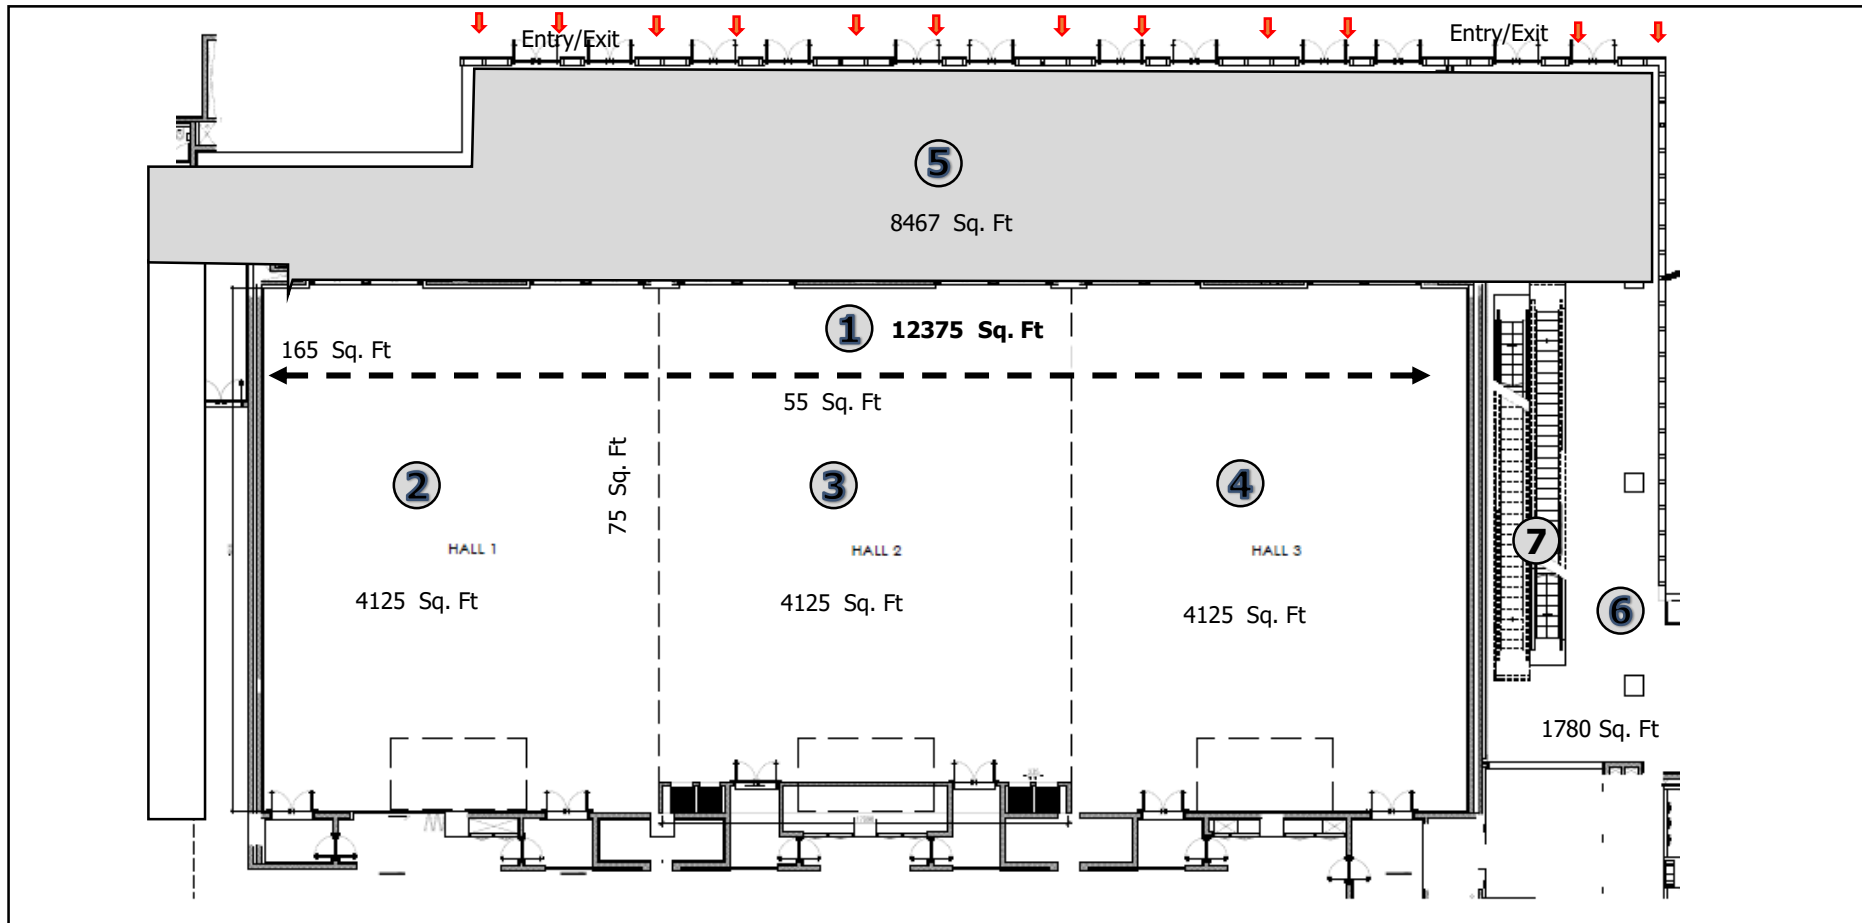 Entry/Exit
Entry/Exit
5
8467 Sq. Ft
1 12375 Sq. Ft
165 Sq. Ft
55 Sq. Ft
75 Sq. Ft
2
3
4
HALL 1
HALL 2
HALL 3
7
4125 Sq. Ft
4125 Sq. Ft
4125 Sq. Ft
6
1780 Sq. Ft